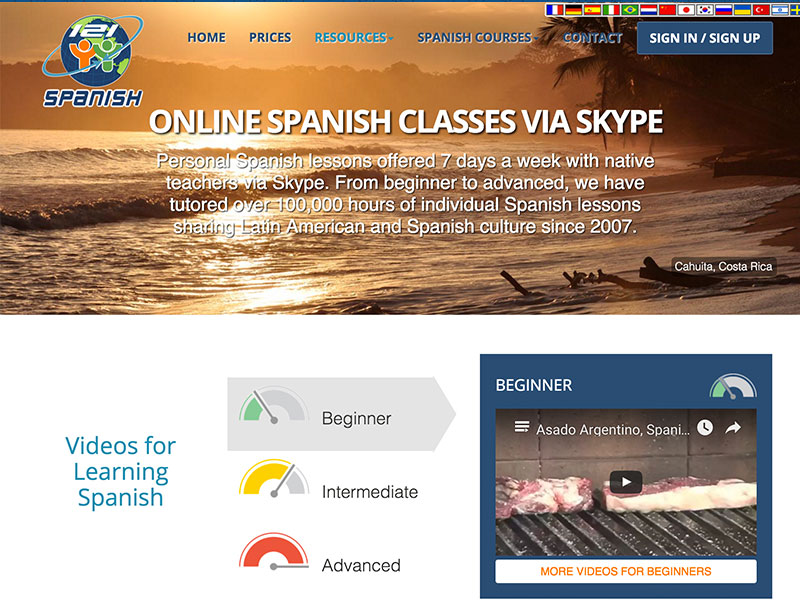 121
SPANISH
HOME PRICES RESOURCES SPANISH COURSES CONTACT SIGN IN / SIGN UP
ONLINE SPANISH CLASSES VIA SKYPE
Personal Spanish lessons offered 7 days a week with native
teachers via Skype. From beginner to advanced, we have
tutored over 100,000 hours of individual Spanish lessons
sharing Latin American and Spanish culture since 2007.
Cahuita, Costa Rica
Videos for
Learning
Spanish
Beginner
Intermediate
Advanced
BEGINNER
Asado Argentino, Spani...
MORE VIDEOS FOR BEGINNERS